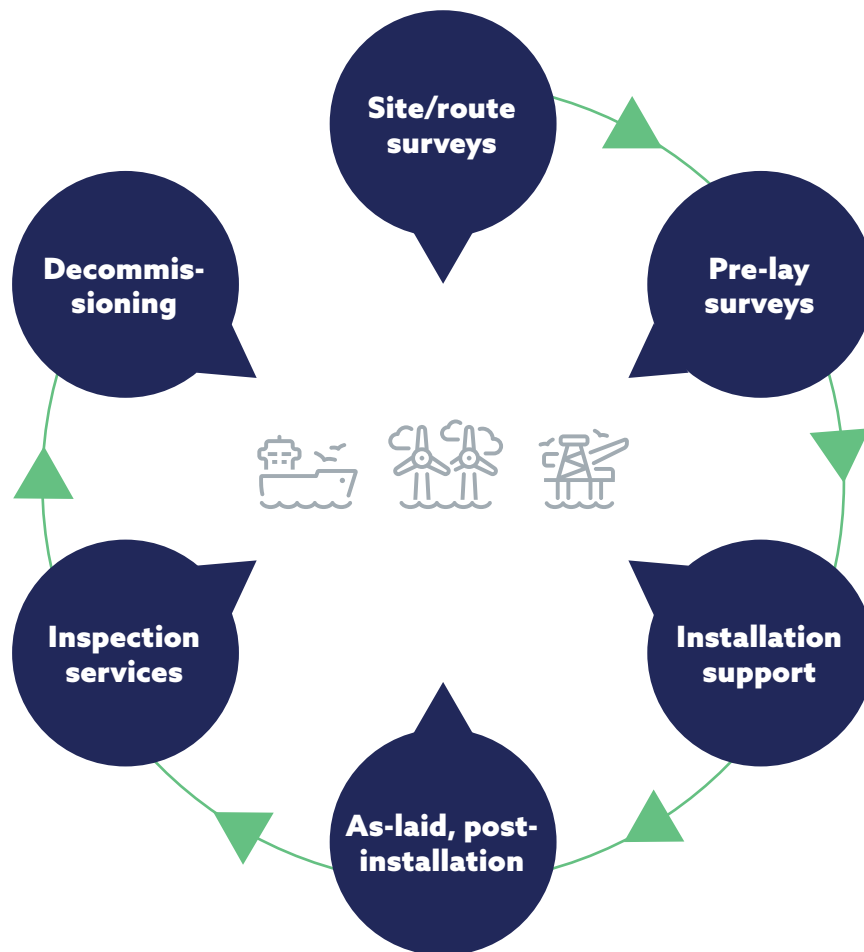 Site/route
surveys
Pre-lay
surveys
Installation
support
As-laid, post-
installation
Inspection
services
Decommis-
sioning